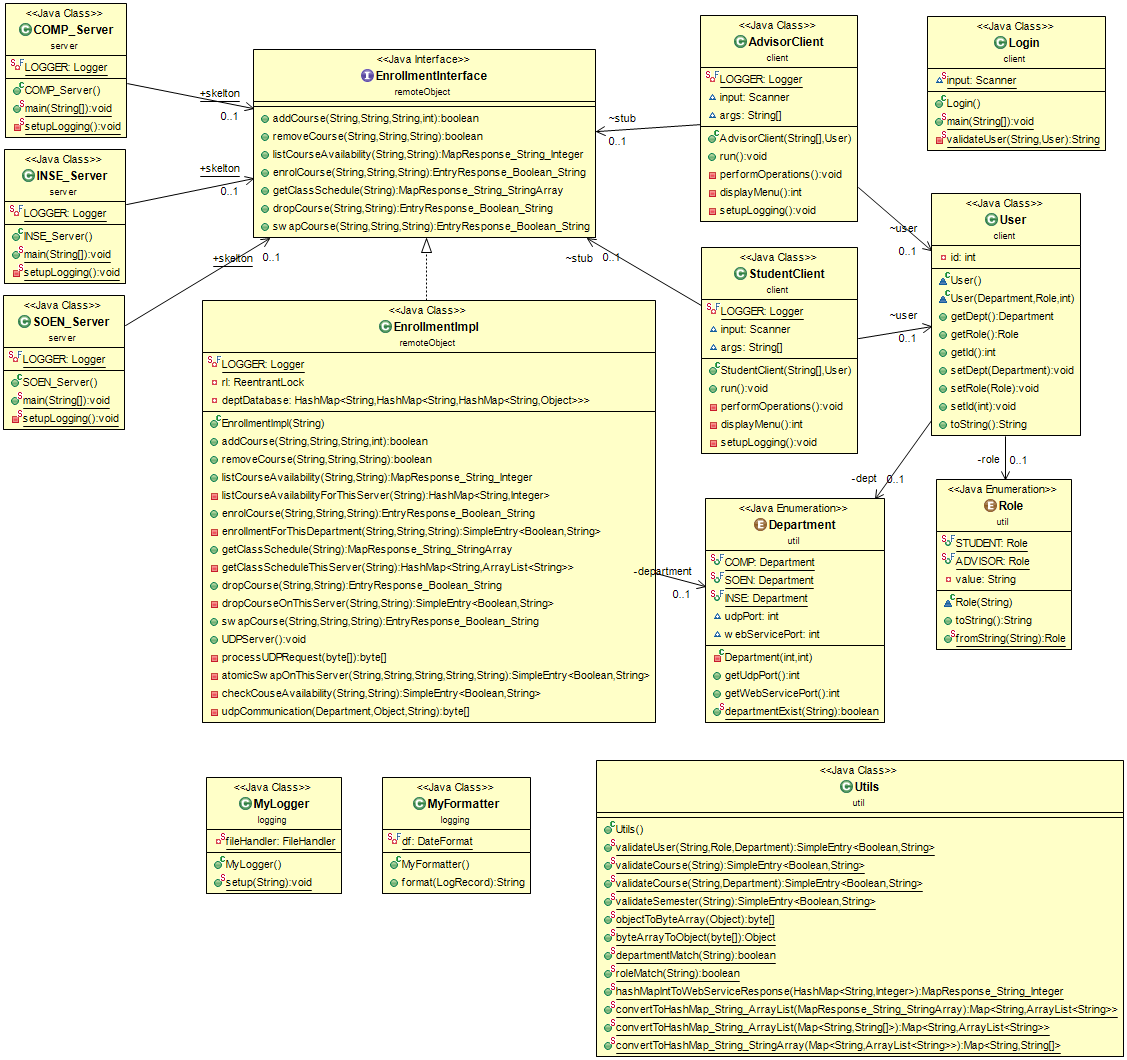 <<Java Class>>
COMP_Server
server
LOGGER: Logger
COMP_Server()
main(String[]):void
setupLogging():void
<<Java Class>>
INSE_Server
server
LOGGER: Logger
INSE_Server()
main(String[]):void
setupLogging():void
<<Java Class>>
SOEN_Server
server
LOGGER: Logger
SOEN_Server()
main(String[]):void
setupLogging():void
+skelton
0..1
+skelton
0..1
+skelton
0..1
<<Java Interface>>
EnrollmentInterface
remoteObject
addCourse(String,String,String,int):boolean
removeCourse(String,String,String):boolean
listCourseAvailability(String,String):MapResponse_String_Integer
enrolCourse(String,String,String):EntryResponse_Boolean_String
getClassSchedule(String):MapResponse_String_StringArray
dropCourse(String,String):EntryResponse_Boolean_String
swapCourse(String,String,String):EntryResponse_Boolean_String
~stub
0..1
~stub
0..1
<<Java Class>>
AdvisorClient
client
LOGGER: Logger
input: Scanner
args: String[]
AdvisorClient(String[],User)
run():void
performOperations():void
displayMenu():int
setupLogging():void
<<Java Class>>
Login
client
input: Scanner
Login()
main(String[]):void
validateUser(String,User):String
~user
0..1
<<Java Class>>
StudentClient
client
LOGGER: Logger
input: Scanner
args: String[]
StudentClient(String[],User)
run():void
performOperations():void
displayMenu():int
setupLogging():void
~user
0..1
<<Java Class>>
User
client
id: int
User()
User(Department,Role,int)
getDept():Department
getRole():Role
getId():int
setDept(Department):void
setRole(Role):void
setId(int):void
toString():String
-dept
0..1
-role
0..1
<<Java Class>>
EnrollmentImpl
remoteObject
LOGGER: Logger
rl: ReentrantLock
deptDatabase: HashMap<String,HashMap<String,HashMap<String,Object>>>
EnrollmentImpl(String)
addCourse(String,String,String,int):boolean
removeCourse(String,String,String):boolean
listCourseAvailability(String,String):MapResponse_String_Integer
listCourseAvailabilityForThisServer(String):HashMap<String,Integer>
enrolCourse(String,String,String):EntryResponse_Boolean_String
enrollmentForThisDepartment(String,String,String):SimpleEntry<Boolean,String>
getClassSchedule(String):MapResponse_String_StringArray
getClassScheduleThisServer(String):HashMap<String,ArrayList<String>>
dropCourse(String,String):EntryResponse_Boolean_String
dropCourseOnThisServer(String,String):SimpleEntry<Boolean,String>
swapCourse(String,String,String):EntryResponse_Boolean_String
UDPServer():void
processUDPRequest(byte[]):byte[]
atomicSwapOnThisServer(String,String,String,String,String):SimpleEntry<Boolean,String>
checkCouseAvailability(String,String):SimpleEntry<Boolean,String>
udpCommunication(Department,Object,String):byte[]
-department
0..1
<<Java Enumeration>>
Department
util
COMP: Department
SOEN: Department
INSE: Department
udpPort: int
webServicePort: int
Department(int,int)
getUdpPort():int
getWebServicePort():int
departmentExist(String):boolean
<<Java Enumeration>>
Role
util
STUDENT: Role
ADVISOR: Role
value: String
Role(String)
toString():String
fromString(String):Role
<<Java Class>>
MyLogger
logging
fileHandler: FileHandler
MyLogger()
setup(String):void
<<Java Class>>
MyFormatter
logging
df: DateFormat
MyFormatter()
format(LogRecord):String
<<Java Class>>
Utils
util
Utils()
validateUser(String,Role,Department):SimpleEntry<Boolean,String>
validateCourse(String):SimpleEntry<Boolean,String>
validateCourse(String,Department):SimpleEntry<Boolean,String>
validateSemester(String):SimpleEntry<Boolean,String>
objectToByteArray(Object):byte[]
byteArrayToObject(byte[]):Object
departmentMatch(String):boolean
roleMatch(String):boolean
hashMapIntToWebServiceResponse(HashMap<String,Integer>):MapResponse_String_Integer
convertToHashMap_String_ArrayList(MapResponse_String_StringArray):Map<String,ArrayList<String>>
convertToHashMap_String_ArrayList(Map<String,String[]>):Map<String,ArrayList<String>>
convertToHashMap_String_StringArray(Map<String,ArrayList<String>>):Map<String,String[]>